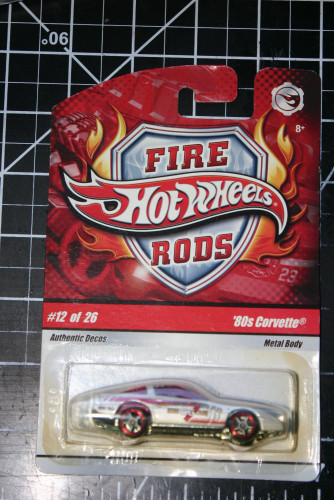 06
8+
FIRE
HOT WHEELS
RODS
23
#12 of 26
'80s Corvette®
Authentic Decos
Metal Body